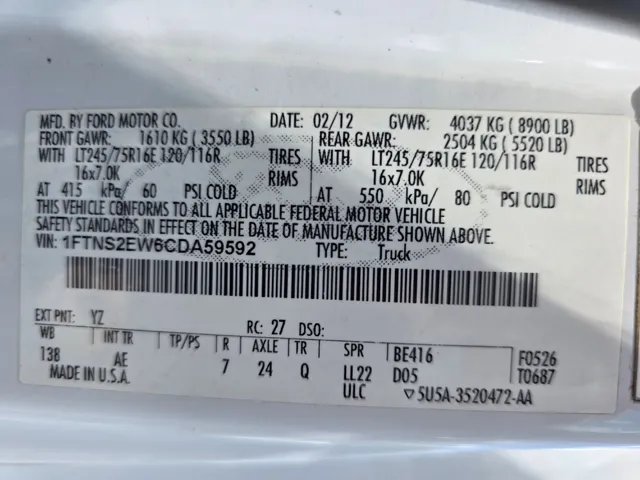 MFD. BY FORD MOTOR CO. DATE: 02/12 GVWR: 4037 KG ( 8900 LB)
FRONT GAWR: 1610 KG ( 3550 LB) REAR GAWR: 2504 KG ( 5520 LB)
WITH LT245/75R16E 120/116R TIRES WITH LT245/75R16E 120/116R TIRES
16x7.0K RIMS 16x7.0K RIMS
AT 415 kPa/ 60 PSI COLD AT 550 kPa/ 80 PSI COLD
THIS VEHICLE CONFORMS TO ALL APPLICABLE FEDERAL MOTOR VEHICLE
SAFETY STANDARDS IN EFFECT ON THE DATE OF MANUFACTURE SHOWN ABOVE.
VIN: 1FTNS2EW6CDA59592 TYPE: Truck
EXT PNT: YZ RC: 27 DSO:
WB INT TR TP/PS R AXLE TR SPR BE416 F0526
138 AE 7 24 Q LL22 D05 T0687
MADE IN U.S.A. ULC ▽5U5A-3520472-AA